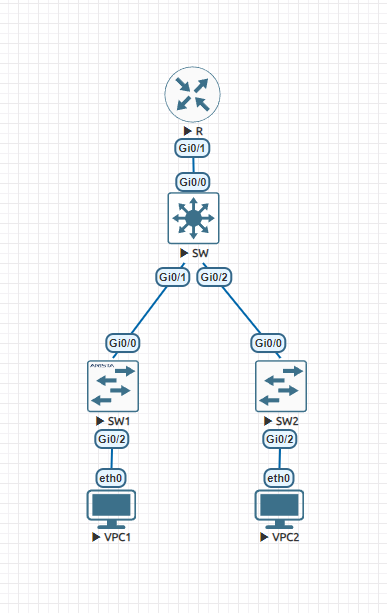 R
Gi0/1
Gi0/0
SW
Gi0/1 Gi0/2
Gi0/0 Gi0/0
ARISTA
SW1 SW2
Gi0/2 Gi0/2
eth0 eth0
VPC1 VPC2